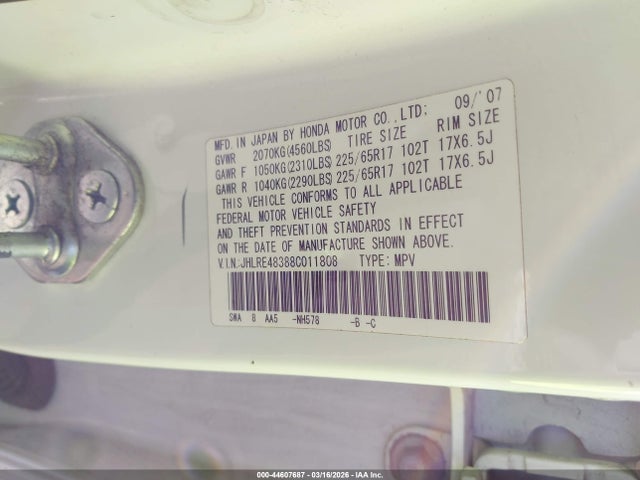 MFD. IN JAPAN BY HONDA MOTOR CO.,LTD: 09/'07
GVWR 2070KG(4560LBS) TIRE SIZE RIM SIZE
GAWR F 1050KG(2310LBS) 225/65R17 102T 17X6.5J
GAWR R 1040KG(2290LBS) 225/65R17 102T 17X6.5J
THIS VEHICLE CONFORMS TO ALL APPLICABLE
FEDERAL MOTOR VEHICLE SAFETY
AND THEFT PREVENTION STANDARDS IN EFFECT
ON THE DATE OF MANUFACTURE SHOWN ABOVE.
V.I.N:JHLRE48388C011808 TYPE: MPV
SWA 8 AA5 -NH578 -B -C
000-44607687 - 03/16/2026 - IAA Inc.